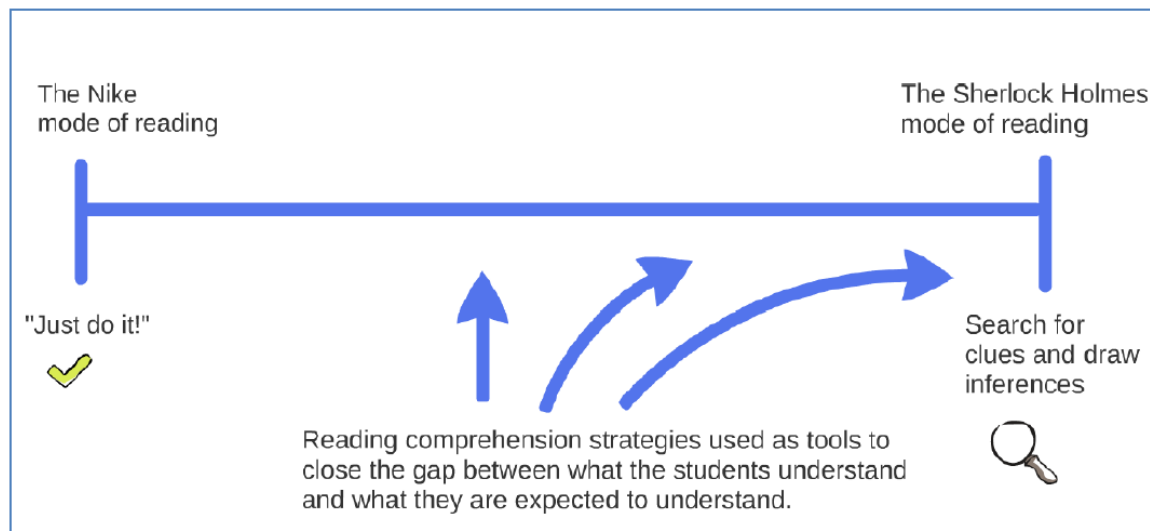 The Nike
mode of reading
The Sherlock Holmes
mode of reading
"Just do it!"
Search for
clues and draw
inferences
Reading comprehension strategies used as tools to
close the gap between what the students understand
and what they are expected to understand.